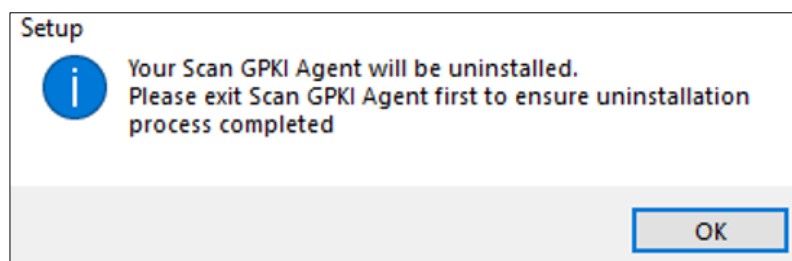 Setup
Your Scan GPKI Agent will be uninstalled.
Please exit Scan GPKI Agent first to ensure uninstallation
process completed
OK